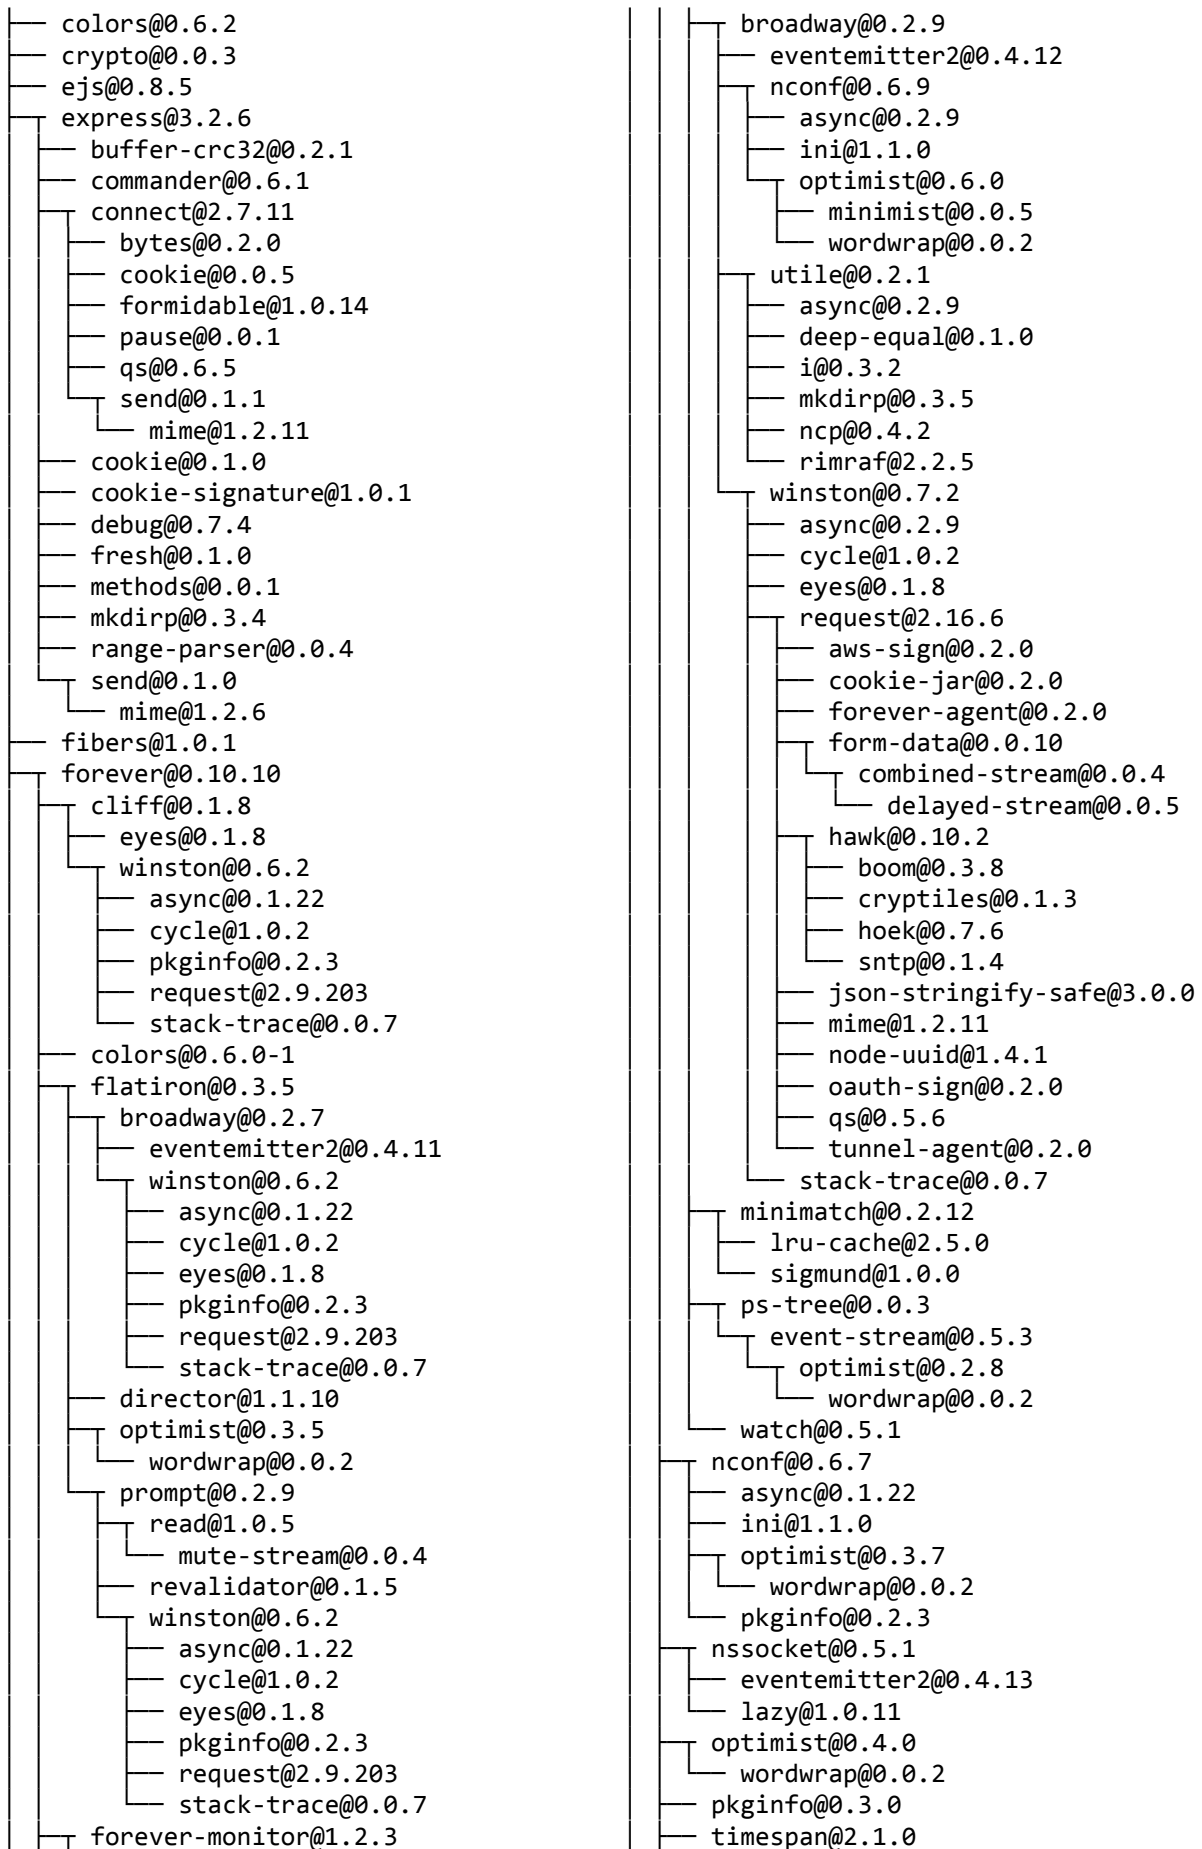 ├── colors@0.6.2
├── crypto@0.0.3
├── ejs@0.8.5
├─┬ express@3.2.6
│ ├── buffer-crc32@0.2.1
│ ├── commander@0.6.1
│ ├─┬ connect@2.7.11
│ │ ├── bytes@0.2.0
│ │ ├── cookie@0.0.5
│ │ ├── formidable@1.0.14
│ │ ├── pause@0.0.1
│ │ ├── qs@0.6.5
│ │ └─┬ send@0.1.1
│ │   └── mime@1.2.11
│ ├── cookie@0.1.0
│ ├── cookie-signature@1.0.1
│ ├── debug@0.7.4
│ ├── fresh@0.1.0
│ ├── methods@0.0.1
│ ├── mkdirp@0.3.4
│ ├── range-parser@0.0.4
│ └─┬ send@0.1.0
│   └── mime@1.2.6
├── fibers@1.0.1
├─┬ forever@0.10.10
│ ├─┬ cliff@0.1.8
│ │ ├── eyes@0.1.8
│ │ └─┬ winston@0.6.2
│ │   ├── async@0.1.22
│ │   ├── cycle@1.0.2
│ │   ├── pkginfo@0.2.3
│ │   ├── request@2.9.203
│ │   └── stack-trace@0.0.7
│ ├── colors@0.6.0-1
│ ├─┬ flatiron@0.3.5
│ │ ├─┬ broadway@0.2.7
│ │ │ ├── eventemitter2@0.4.11
│ │ │ └─┬ winston@0.6.2
│ │ │   ├── async@0.1.22
│ │ │   ├── cycle@1.0.2
│ │ │   ├── eyes@0.1.8
│ │ │   ├── pkginfo@0.2.3
│ │ │   ├── request@2.9.203
│ │ │   └── stack-trace@0.0.7
│ │ ├── director@1.1.10
│ │ ├─┬ optimist@0.3.5
│ │ │ └── wordwrap@0.0.2
│ │ └─┬ prompt@0.2.9
│ │   ├─┬ read@1.0.5
│ │   │ └── mute-stream@0.0.4
│ │   ├── revalidator@0.1.5
│ │   └─┬ winston@0.6.2
│ │     ├── async@0.1.22
│ │     ├── cycle@1.0.2
│ │     ├── eyes@0.1.8
│ │     ├── pkginfo@0.2.3
│ │     ├── request@2.9.203
│ │     └── stack-trace@0.0.7
│ ├─┬ forever-monitor@1.2.3
│ │ ├─┬ broadway@0.2.9
│ │ │ ├── eventemitter2@0.4.12
│ │ │ ├─┬ nconf@0.6.9
│ │ │ │ ├── async@0.2.9
│ │ │ │ ├── ini@1.1.0
│ │ │ │ └─┬ optimist@0.6.0
│ │ │ │   ├── minimist@0.0.5
│ │ │ │   └── wordwrap@0.0.2
│ │ │ ├─┬ utile@0.2.1
│ │ │ │ ├── async@0.2.9
│ │ │ │ ├── deep-equal@0.1.0
│ │ │ │ ├── i@0.3.2
│ │ │ │ ├── mkdirp@0.3.5
│ │ │ │ ├── ncp@0.4.2
│ │ │ │ └── rimraf@2.2.5
│ │ │ └─┬ winston@0.7.2
│ │ │   ├── async@0.2.9
│ │ │   ├── cycle@1.0.2
│ │ │   ├── eyes@0.1.8
│ │ │   ├─┬ request@2.16.6
│ │ │   │ ├── aws-sign@0.2.0
│ │ │   │ ├── cookie-jar@0.2.0
│ │ │   │ ├── forever-agent@0.2.0
│ │ │   │ ├─┬ form-data@0.0.10
│ │ │   │ │ └─┬ combined-stream@0.0.4
│ │ │   │ │   └── delayed-stream@0.0.5
│ │ │   │ ├─┬ hawk@0.10.2
│ │ │   │ │ ├── boom@0.3.8
│ │ │   │ │ ├── cryptiles@0.1.3
│ │ │   │ │ ├── hoek@0.7.6
│ │ │   │ │ └── sntp@0.1.4
│ │ │   │ ├── json-stringify-safe@3.0.0
│ │ │   │ ├── mime@1.2.11
│ │ │   │ ├── node-uuid@1.4.1
│ │ │   │ ├── oauth-sign@0.2.0
│ │ │   │ ├── qs@0.5.6
│ │ │   │ └── tunnel-agent@0.2.0
│ │ │   └── stack-trace@0.0.7
│ │ ├─┬ minimatch@0.2.12
│ │ │ ├── lru-cache@2.5.0
│ │ │ └── sigmund@1.0.0
│ │ ├─┬ ps-tree@0.0.3
│ │ │ └─┬ event-stream@0.5.3
│ │ │   └─┬ optimist@0.2.8
│ │ │     └── wordwrap@0.0.2
│ │ └── watch@0.5.1
│ ├─┬ nconf@0.6.7
│ │ ├── async@0.1.22
│ │ ├── ini@1.1.0
│ │ ├─┬ optimist@0.3.7
│ │ │ └── wordwrap@0.0.2
│ │ └── pkginfo@0.2.3
│ ├─┬ nssocket@0.5.1
│ │ ├── eventemitter2@0.4.13
│ │ └── lazy@1.0.11
│ ├─┬ optimist@0.4.0
│ │ └── wordwrap@0.0.2
│ ├── pkginfo@0.3.0
│ ├── timespan@2.1.0